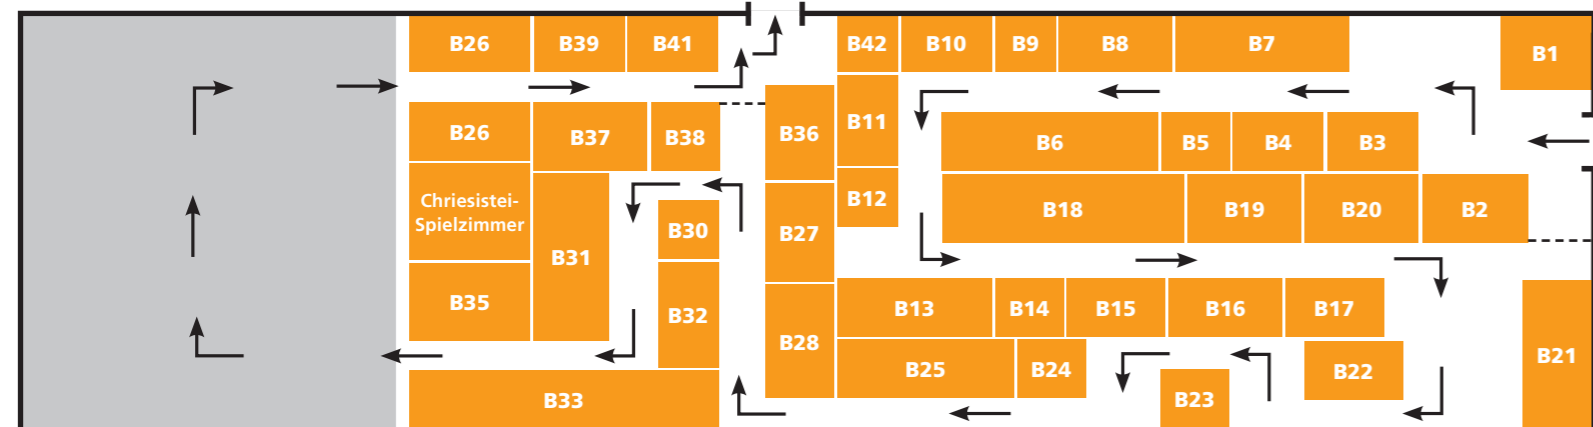 B26
B39
B41
B42
B10
B9
B8
B7
B1
B26
B37
B38
B36
B11
B6
B5
B4
B3
Chriesistei-
Spielzimmer
B31
B30
B27
B12
B18
B19
B20
B2
B35
B32
B28
B13
B14
B15
B16
B17
B33
B25
B24
B23
B22
B21